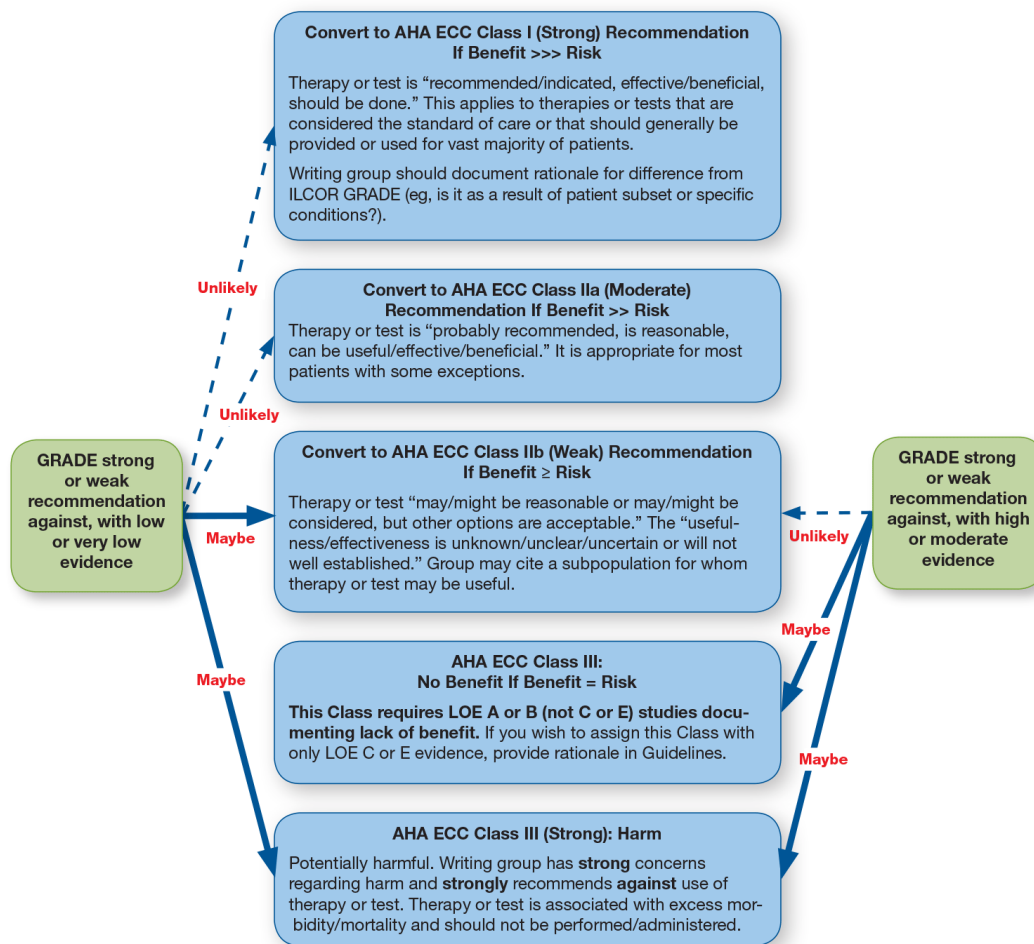 Convert to AHA ECC Class I (Strong) Recommendation
If Benefit >>> Risk
Therapy or test is “recommended/indicated, effective/beneficial,
should be done.” This applies to therapies or tests that are
considered the standard of care or that should generally be
provided or used for vast majority of patients.
Writing group should document rationale for difference from
ILCOR GRADE (eg, is it as a result of patient subset or specific
conditions?).
Unlikely
Convert to AHA ECC Class IIa (Moderate)
Recommendation If Benefit >> Risk
Therapy or test is “probably recommended, is reasonable,
can be useful/effective/beneficial.” It is appropriate for most
patients with some exceptions.
Unlikely
GRADE strong
or weak
recommendation
against, with low
or very low
evidence
Maybe
Convert to AHA ECC Class IIb (Weak) Recommendation
If Benefit ≥ Risk
Therapy or test “may/might be reasonable or may/might be
considered, but other options are acceptable.” The “useful-
ness/effectiveness is unknown/unclear/uncertain or will not
well established.” Group may cite a subpopulation for whom
therapy or test may be useful.
Unlikely
GRADE strong
or weak
recommendation
against, with high
or moderate
evidence
Maybe
Maybe
AHA ECC Class III:
No Benefit If Benefit = Risk
This Class requires LOE A or B (not C or E) studies docu-
menting lack of benefit. If you wish to assign this Class with
only LOE C or E evidence, provide rationale in Guidelines.
Maybe
AHA ECC Class III (Strong): Harm
Potentially harmful. Writing group has strong concerns
regarding harm and strongly recommends against use of
therapy or test. Therapy or test is associated with excess mor-
bidity/mortality and should not be performed/administered.